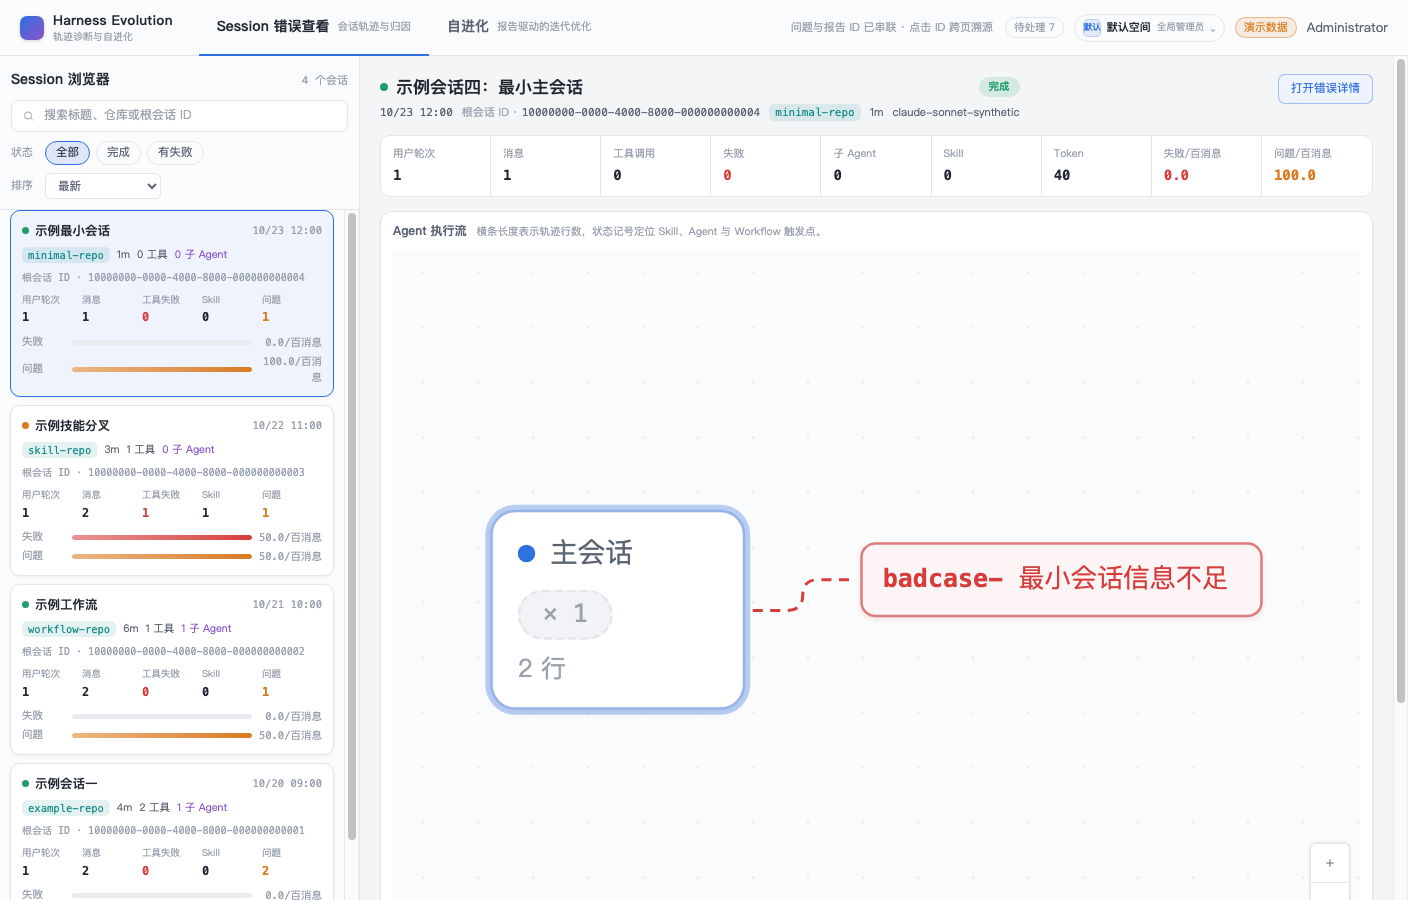 Harness Evolution
轨迹诊断与自进化
Session 错误查看 会话轨迹与归因
自进化 报告驱动的迭代优化
问题与报告 ID 已串联 · 点击 ID 跨页溯源
待处理 7
默认 默认空间 全局管理员
演示数据
Administrator
Session 浏览器
4 个会话
搜索标题、仓库或根会话 ID
状态 全部 完成 有失败
排序 最新
示例最小会话 10/23 12:00
minimal-repo 1m 0 工具 0 子 Agent
根会话 ID · 10000000-0000-4000-8000-000000000004
用户轮次 消息 工具失败 Skill 问题
1 1 0 0 1
失败 0.0/百消息
问题 100.0/百消息
示例技能分叉 10/22 11:00
skill-repo 3m 1 工具 0 子 Agent
根会话 ID · 10000000-0000-4000-8000-000000000003
用户轮次 消息 工具失败 Skill 问题
1 2 1 1 1
失败 50.0/百消息
问题 50.0/百消息
示例工作流 10/21 10:00
workflow-repo 6m 1 工具 1 子 Agent
根会话 ID · 10000000-0000-4000-8000-000000000002
用户轮次 消息 工具失败 Skill 问题
1 2 0 0 1
失败 0.0/百消息
问题 50.0/百消息
示例会话一 10/20 09:00
example-repo 4m 2 工具 1 子 Agent
根会话 ID · 10000000-0000-4000-8000-000000000001
用户轮次 消息 工具失败 Skill 问题
1 2 0 0 2
失败 0.0/百消息
示例会话四：最小主会话
完成
打开错误详情
10/23 12:00 根会话 ID · 10000000-0000-4000-8000-000000000004 minimal-repo 1m claude-sonnet-synthetic
用户轮次 消息 工具调用 失败 子 Agent Skill Token 失败/百消息 问题/百消息
1 1 0 0 0 0 40 0.0 100.0
Agent 执行流 横条长度表示轨迹行数，状态记号定位 Skill、Agent 与 Workflow 触发点。
主会话
× 1
2 行
badcase- 最小会话信息不足
+